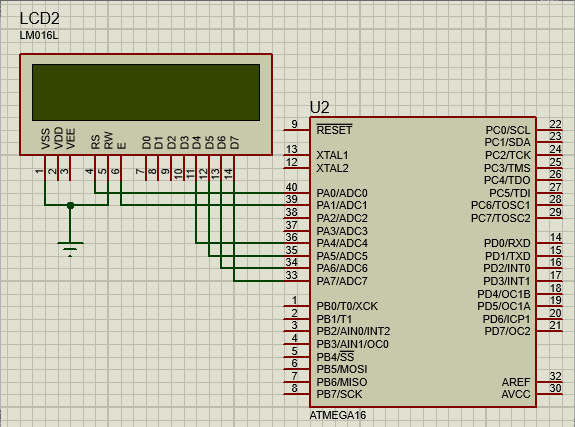 LCD2
LM016L
VSS VDD VEE RS RW E D0 D1 D2 D3 D4 D5 D6 D7
1 2 3 4 5 6 7 8 9 10 11 12 13 14
U2
9 RESET PC0/SCL 22
PC1/SDA 23
13 XTAL1 PC2/TCK 24
12 XTAL2 PC3/TMS 25
PC4/TDO 26
40 PA0/ADC0 PC5/TDI 27
39 PA1/ADC1 PC6/TOSC1 28
38 PA2/ADC2 PC7/TOSC2 29
37 PA3/ADC3
36 PA4/ADC4 PD0/RXD 14
35 PA5/ADC5 PD1/TXD 15
34 PA6/ADC6 PD2/INT0 16
33 PA7/ADC7 PD3/INT1 17
PD4/OC1B 18
1 PB0/T0/XCK PD5/OC1A 19
2 PB1/T1 PD6/ICP1 20
3 PB2/AIN0/INT2 PD7/OC2 21
4 PB3/AIN1/OC0
5 PB4/SS
6 PB5/MOSI
7 PB6/MISO AREF 32
8 PB7/SCK AVCC 30
ATMEGA16